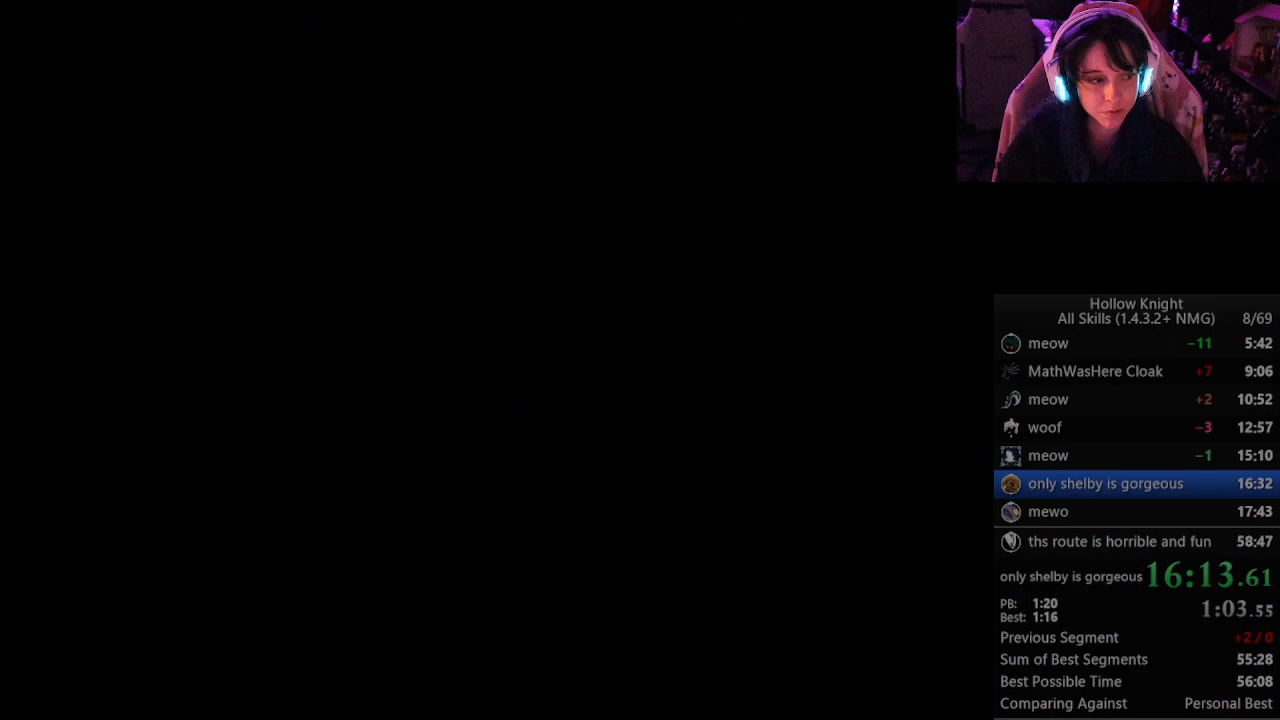 Hollow Knight
All Skills (1.4.3.2+ NMG) 8/69
meow −11 5:42
MathWasHere Cloak +7 9:06
meow +2 10:52
woof −3 12:57
meow −1 15:10
only shelby is gorgeous 16:32
mewo 17:43
ths route is horrible and fun 58:47
only shelby is gorgeous 16:13.61
PB: 1:20 1:03.55
Best: 1:16
Previous Segment +2 / 0
Sum of Best Segments 55:28
Best Possible Time 56:08
Comparing Against Personal Best